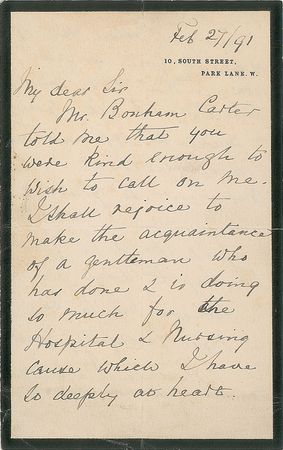 Feb 27/91
10, SOUTH STREET,
PARK LANE. W.
My dear Sir
Mr. Bonham Carter
told me that you
were kind enough to
wish to call on me.
I shall rejoice to
make the acquaintance
of a gentleman who
has done & is doing
so much for the
Hospital & Nursing
Cause which I have
so deeply at heart.